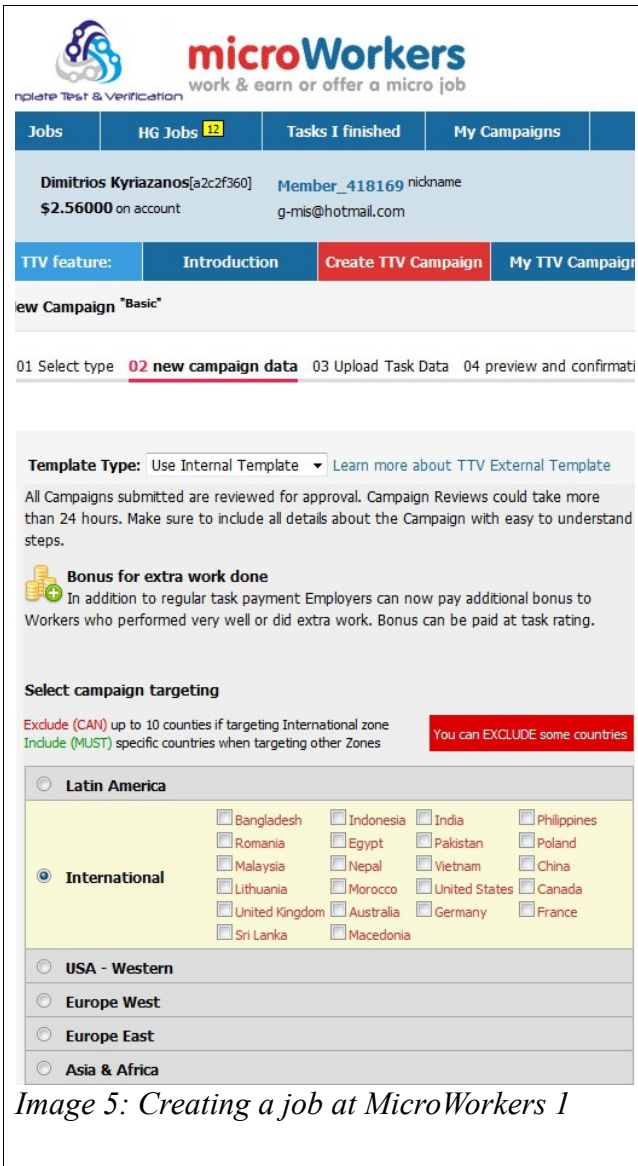 microWorkers
work & earn or offer a micro job
nplate Test & Verification
Jobs HG Jobs 12 Tasks I finished My Campaigns
Dimitrios Kyriazanos[a2c2f360] Member_418169 nickname
$2.56000 on account g-mis@hotmail.com
TTV feature: Introduction Create TTV Campaign My TTV Campaign
ew Campaign "Basic"
01 Select type 02 new campaign data 03 Upload Task Data 04 preview and confirmati
Template Type: Use Internal Template Learn more about TTV External Template
All Campaigns submitted are reviewed for approval. Campaign Reviews could take more
than 24 hours. Make sure to include all details about the Campaign with easy to understand
steps.
Bonus for extra work done
In addition to regular task payment Employers can now pay additional bonus to
Workers who performed very well or did extra work. Bonus can be paid at task rating.
Select campaign targeting
Exclude (CAN) up to 10 counties if targeting International zone
Include (MUST) specific countries when targeting other Zones
You can EXCLUDE some countries
Latin America
International
Bangladesh Indonesia India Philippines
Romania Egypt Pakistan Poland
Malaysia Nepal Vietnam China
Lithuania Morocco United States Canada
United Kingdom Australia Germany France
Sri Lanka Macedonia
USA - Western
Europe West
Europe East
Asia & Africa
Image 5: Creating a job at MicroWorkers 1